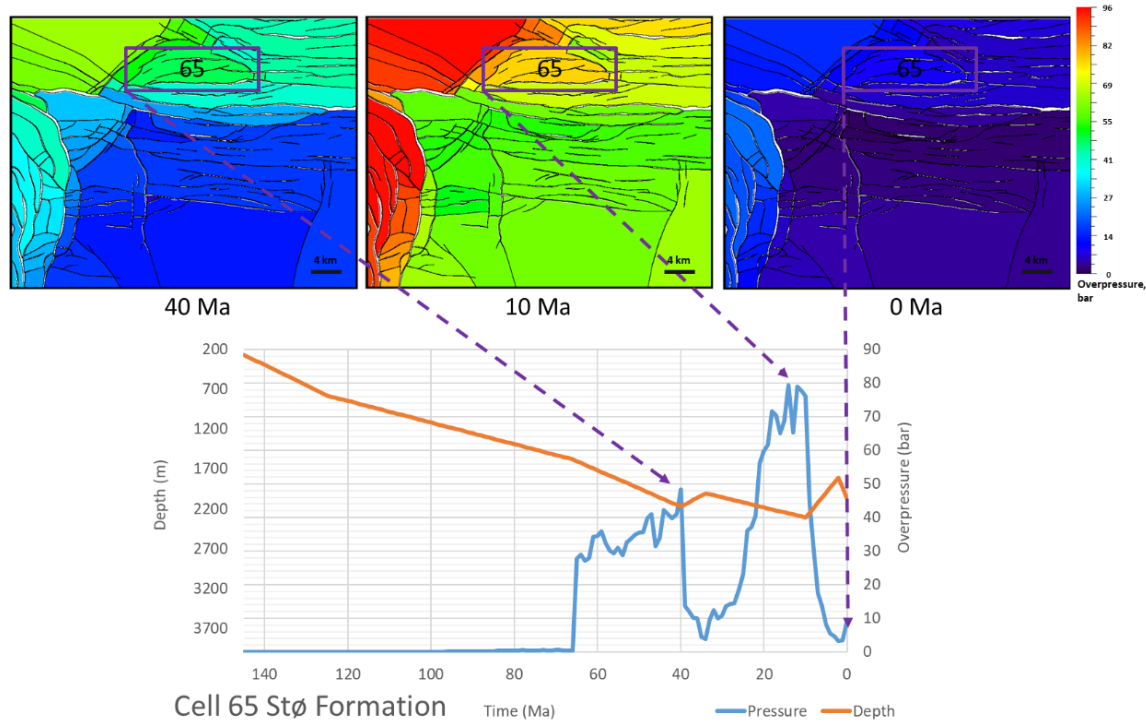 65
65
65
4 km
4 km
4 km
96
82
69
55
41
27
14
0
Overpressure,
bar
40 Ma
10 Ma
0 Ma
200
700
1200
1700
2200
2700
3200
3700
Depth (m)
90
80
70
60
50
40
30
20
10
0
Overpressure (bar)
140
120
100
80
60
40
20
0
Cell 65 Stø Formation
Time (Ma)
Pressure
Depth